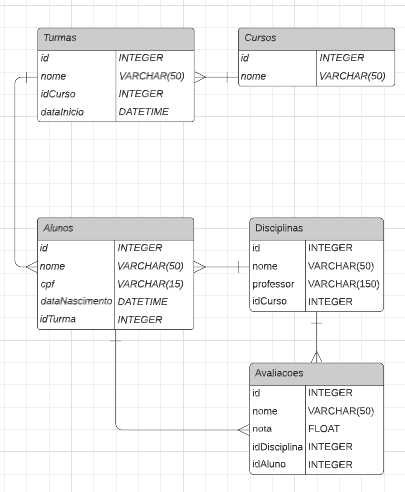 Turmas
id INTEGER
nome VARCHAR(50)
idCurso INTEGER
dataInicio DATETIME
Cursos
id INTEGER
nome VARCHAR(50)
Alunos
id INTEGER
nome VARCHAR(50)
cpf VARCHAR(15)
dataNascimento DATETIME
idTurma INTEGER
Disciplinas
id INTEGER
nome VARCHAR(50)
professor VARCHAR(150)
idCurso INTEGER
Avaliacoes
id INTEGER
nome VARCHAR(50)
nota FLOAT
idDisciplina INTEGER
idAluno INTEGER